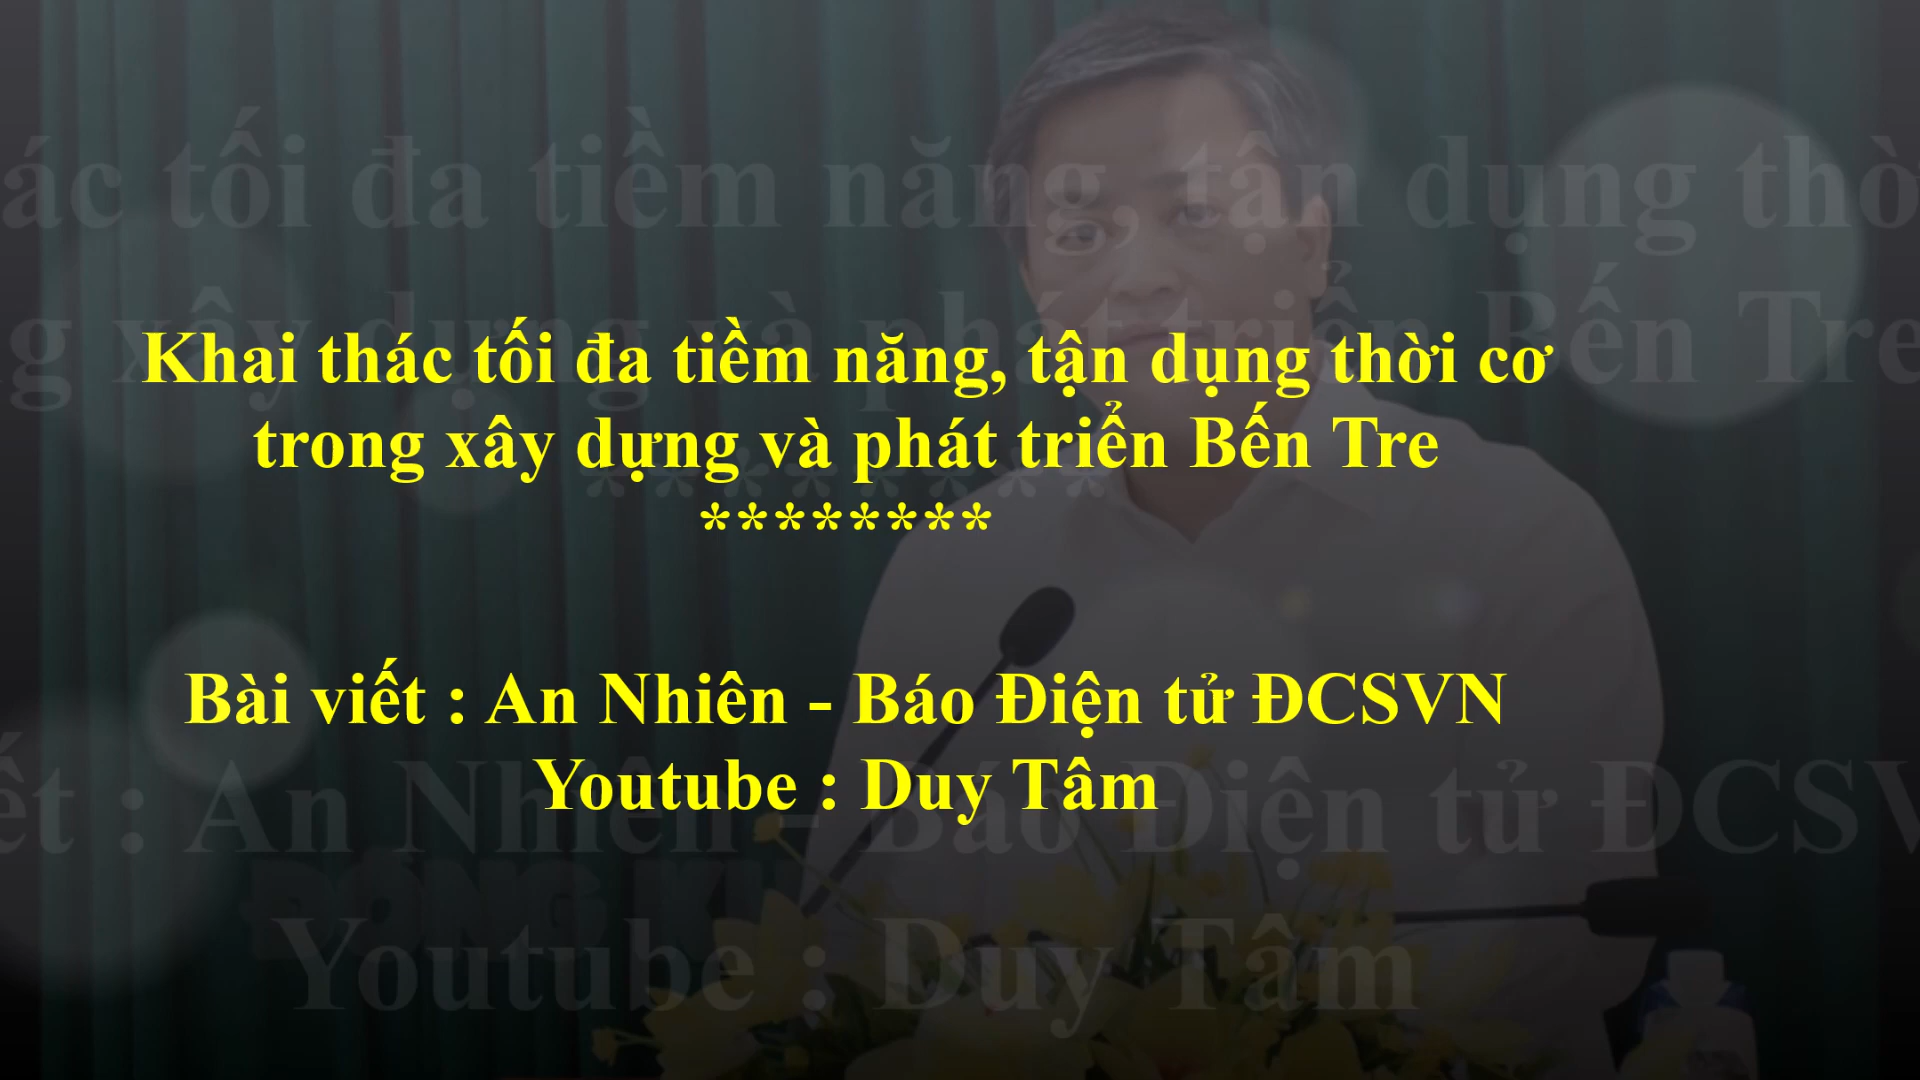 Khai thác tối đa tiềm năng, tận dụng thời cơ
trong xây dựng và phát triển Bến Tre
********
Bài viết : An Nhiên - Báo Điện tử ĐCSVN
Youtube : Duy Tâm